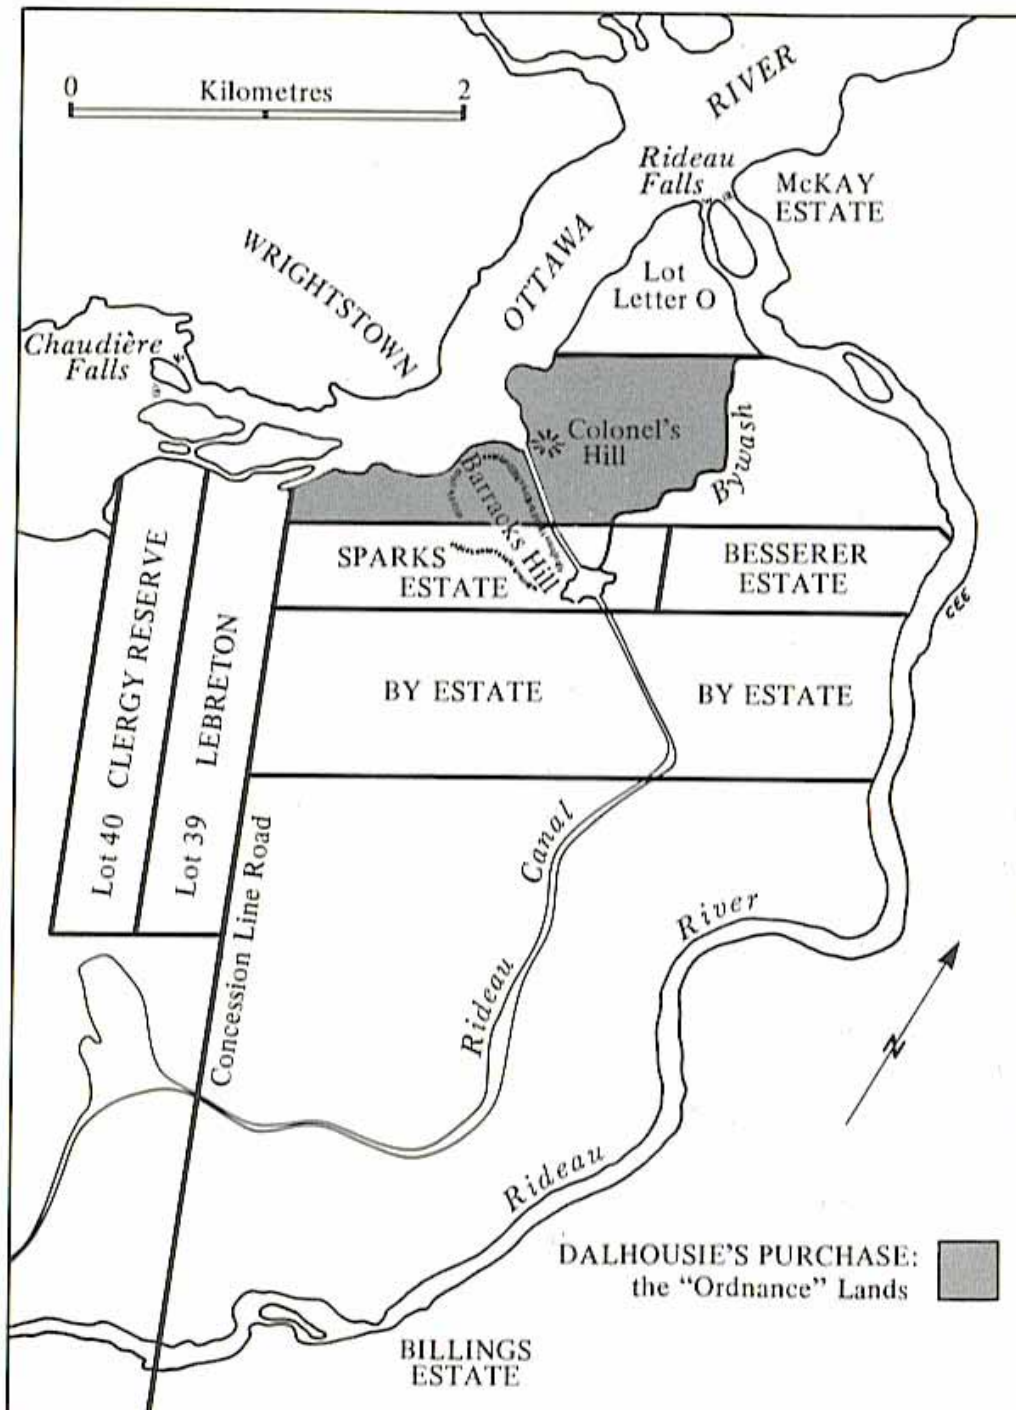 0 Kilometres 2
RIVER
Rideau
Falls
McKAY
ESTATE
WRIGHTSTOWN
OTTAWA
Lot
Letter O
Chaudière
Falls
Colonel's
Hill
Bywash
Barracks Hill
SPARKS
ESTATE
BESSERER
ESTATE
CLERGY RESERVE
Lot 40
LEBRETON
Lot 39
BY ESTATE
BY ESTATE
Concession Line Road
Canal
Rideau
River
Rideau
N
DALHOUSIE'S PURCHASE:
the "Ordnance" Lands
BILLINGS
ESTATE